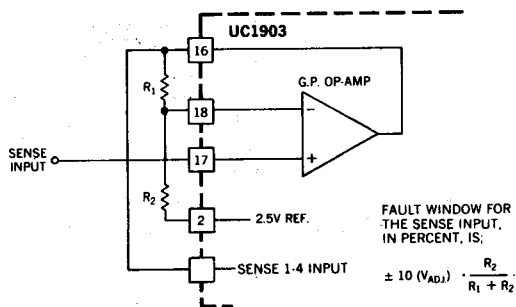 UC1903
16
G.P. OP-AMP
R1
18
−
SENSE
INPUT
17
+
R2
2
2.5V REF.
SENSE 1-4 INPUT
FAULT WINDOW FOR
THE SENSE INPUT,
IN PERCENT, IS;
± 10 (VADJ.) · R2
R1 + R2